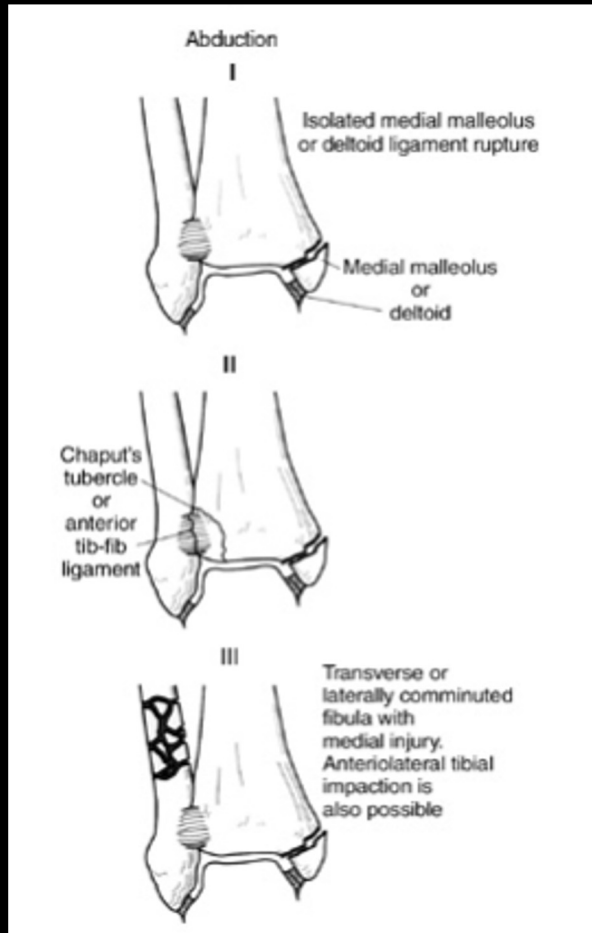 Abduction
I
Isolated medial malleolus
or deltoid ligament rupture
Medial malleolus
or
deltoid
II
Chaput's
tubercle
or
anterior
tib-fib
ligament
III
Transverse or
laterally comminuted
fibula with
medial injury.
Anteriolateral tibial
impaction is
also possible